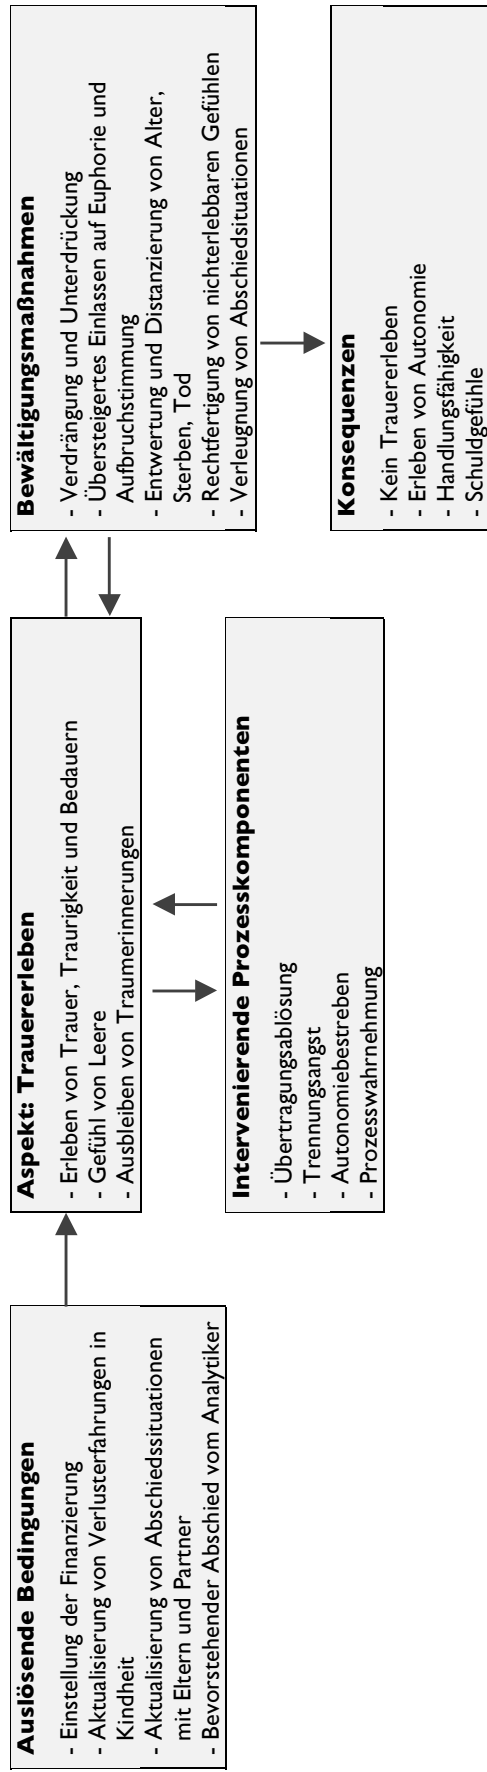 Auslösende Bedingungen
- Einstellung der Finanzierung
- Aktualisierung von Verlusterfahrungen in
Kindheit
- Aktualisierung von Abschiedssituationen
mit Eltern und Partner
- Bevorstehender Abschied vom Analytiker
Aspekt: Trauererleben
- Erleben von Trauer, Traurigkeit und Bedauern
- Gefühl von Leere
- Ausbleiben von Traumerinnerungen
Intervenierende Prozesskomponenten
- Übertragungsablösung
- Trennungsangst
- Autonomiebestreben
- Prozesswahrnehmung
Bewältigungsmaßnahmen
- Verdrängung und Unterdrückung
- Übersteigertes Einlassen auf Euphorie und
Aufbruchstimmung
- Entwertung und Distanzierung von Alter,
Sterben, Tod
- Rechtfertigung von nichterlebbaren Gefühlen
- Verleugnung von Abschiedsituationen
Konsequenzen
- Kein Trauererleben
- Erleben von Autonomie
- Handlungsfähigkeit
- Schuldgefühle